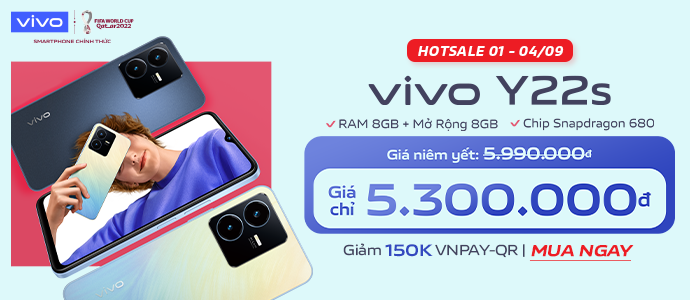 vivo
FIFA WORLD CUP
Qatar2022
SMARTPHONE CHÍNH THỨC
HOTSALE 01 - 04/09
vivo Y22s
RAM 8GB + Mở Rộng 8GB
Chip Snapdragon 680
Giá niêm yết: 5.990.000đ
Giá chỉ 5.300.000đ
Giảm 150K VNPAY-QR | MUA NGAY
vivo
vivo
vivo